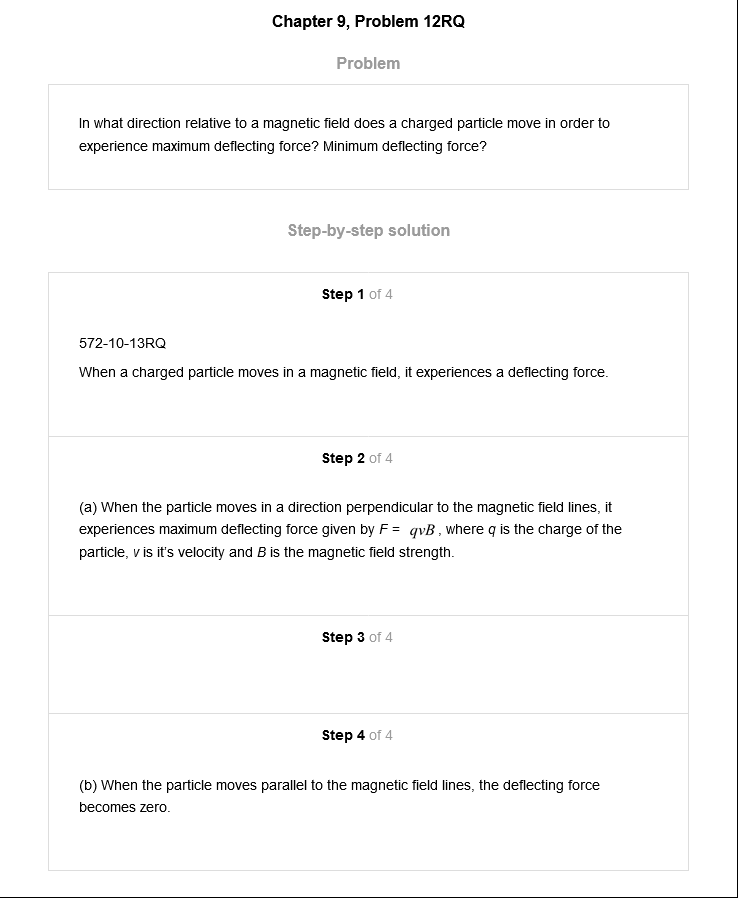 Chapter 9, Problem 12RQ
Problem
In what direction relative to a magnetic field does a charged particle move in order to
experience maximum deflecting force? Minimum deflecting force?
Step-by-step solution
Step 1 of 4
572-10-13RQ
When a charged particle moves in a magnetic field, it experiences a deflecting force.
Step 2 of 4
(a) When the particle moves in a direction perpendicular to the magnetic field lines, it
experiences maximum deflecting force given by F = qvB, where q is the charge of the
particle, v is it's velocity and B is the magnetic field strength.
Step 3 of 4
Step 4 of 4
(b) When the particle moves parallel to the magnetic field lines, the deflecting force
becomes zero.